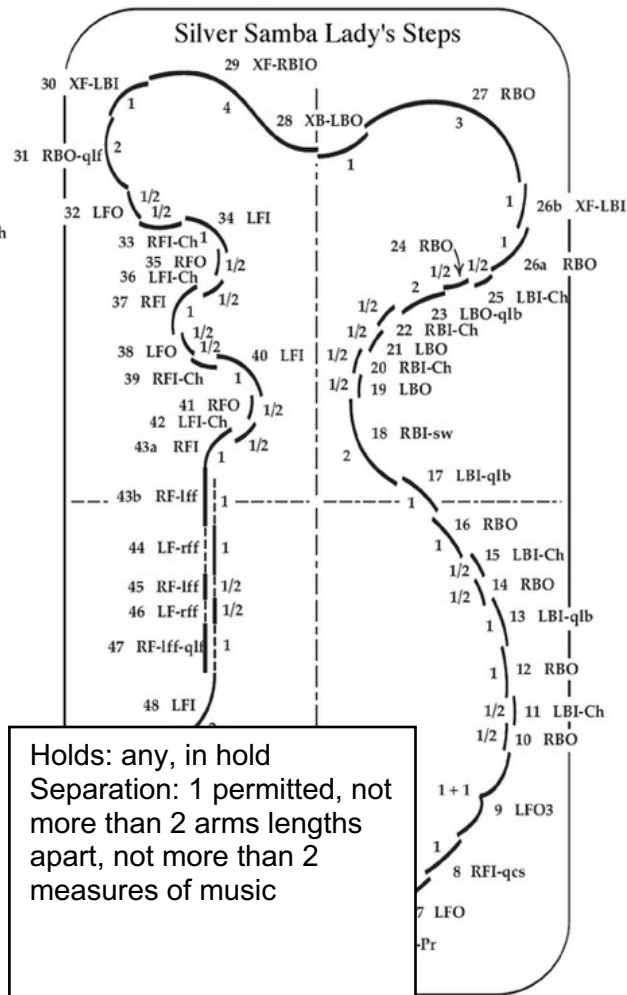 Silver Samba Lady's Steps
29 XF-RBIO
4
30 XF-LBI
1
28 XB-LBO
1
27 RBO
3
31 RBO-qlf
2
1
26b XF-LBI
1/2
32 LFO
1/2
34 LFI
33 RFI-Ch
1
35 RFO
1/2
36 LFI-Ch
1/2
37 RFI
1
1/2
38 LFO
1/2
40 LFI
39 RFI-Ch
1
41 RFO
1/2
42 LFI-Ch
1/2
43a RFI
1
43b RF-lff
1
44 LF-rff
1
45 RF-lff
1/2
46 LF-rff
1/2
47 RF-lff-qlf
1
48 LFI
1
26a RBO
24 RBO
1/2
1/2
25 LBI-Ch
2
23 LBO-qlb
1/2
22 RBI-Ch
1/2
21 LBO
1/2
20 RBI-Ch
1/2
19 LBO
18 RBI-sw
2
17 LBI-qlb
1
16 RBO
1
15 LBI-Ch
1/2
14 RBO
1/2
13 LBI-qlb
1
12 RBO
1
11 LBI-Ch
1/2
10 RBO
1/2
1 + 1
9 LFO3
1
8 RFI-qcs
7 LFO
-Pr
Holds: any, in hold
Separation: 1 permitted, not
more than 2 arms lengths
apart, not more than 2
measures of music